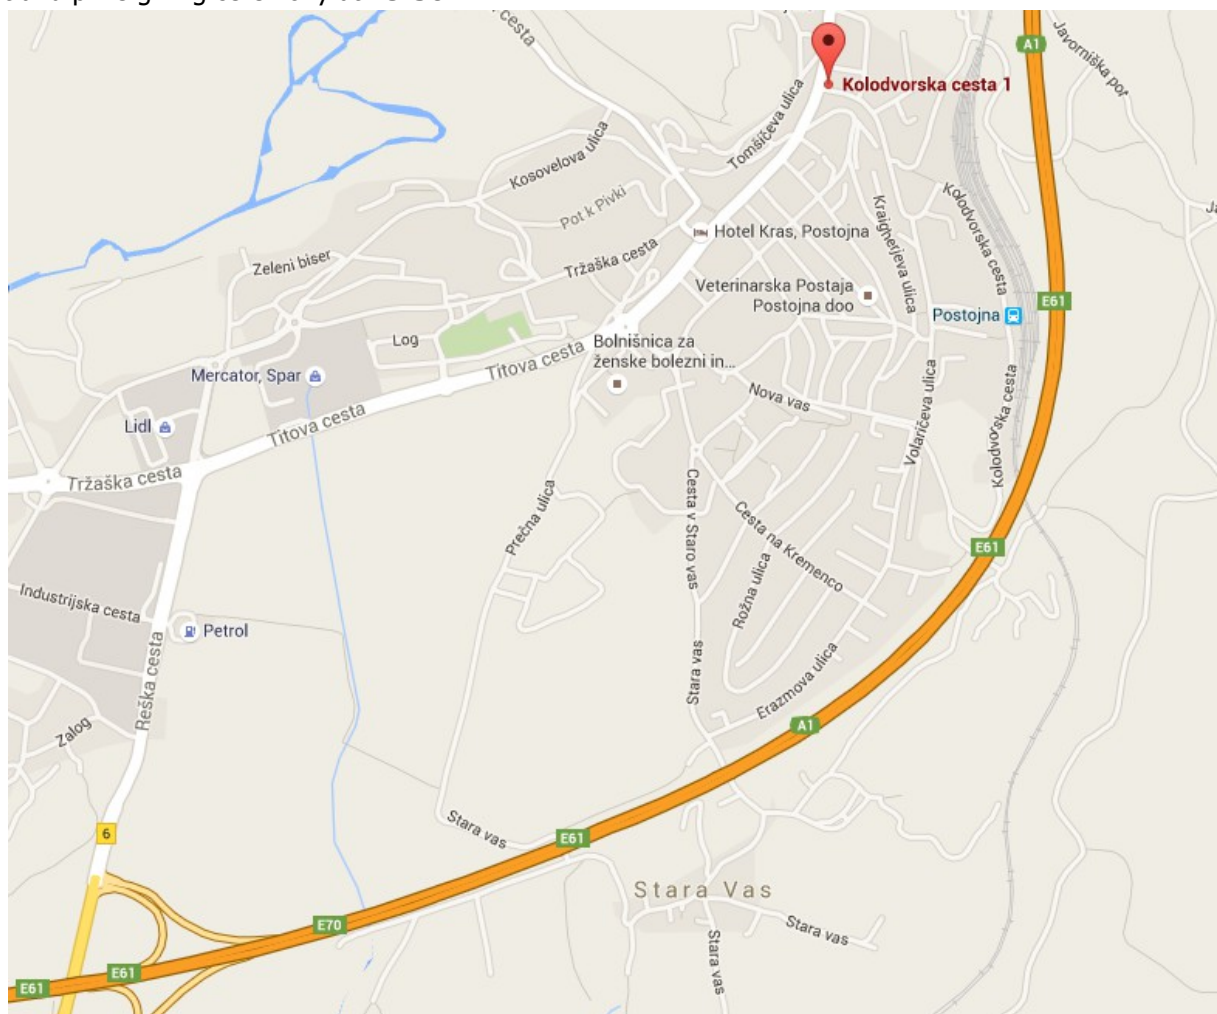 cesta
A1
Javorniška pot
Kolodvorska cesta 1
Tomšičeva ulica
Kosovelova ulica
Pot k Pivki
Kolodvorska cesta
Kraigherjeva ulica
Hotel Kras, Postojna
Tržaška cesta
Zeleni biser
Veterinarska Postaja
Postojna doo
E61
Postojna
Log
Bolnišnica za
ženske bolezni in...
Titova cesta
Mercator, Spar
Nova vas
Volaričeva ulica
Kolodvorska cesta
Lidl
Titova cesta
Tržaška cesta
Prečna ulica
Cesta v Staro vas
Cesta na Kremenco
E61
Rožna ulica
Industrijska cesta
Petrol
Reška cesta
Stara vas
Erazmova ulica
Zalog
A1
Stara vas
6
E61
Stara Vas
E70
Stara vas
Stara vas
E61
E61